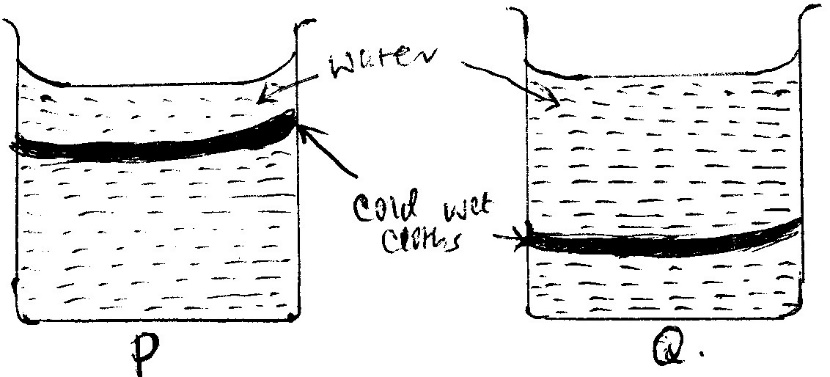 water
cold wet
cloths
P
Q.